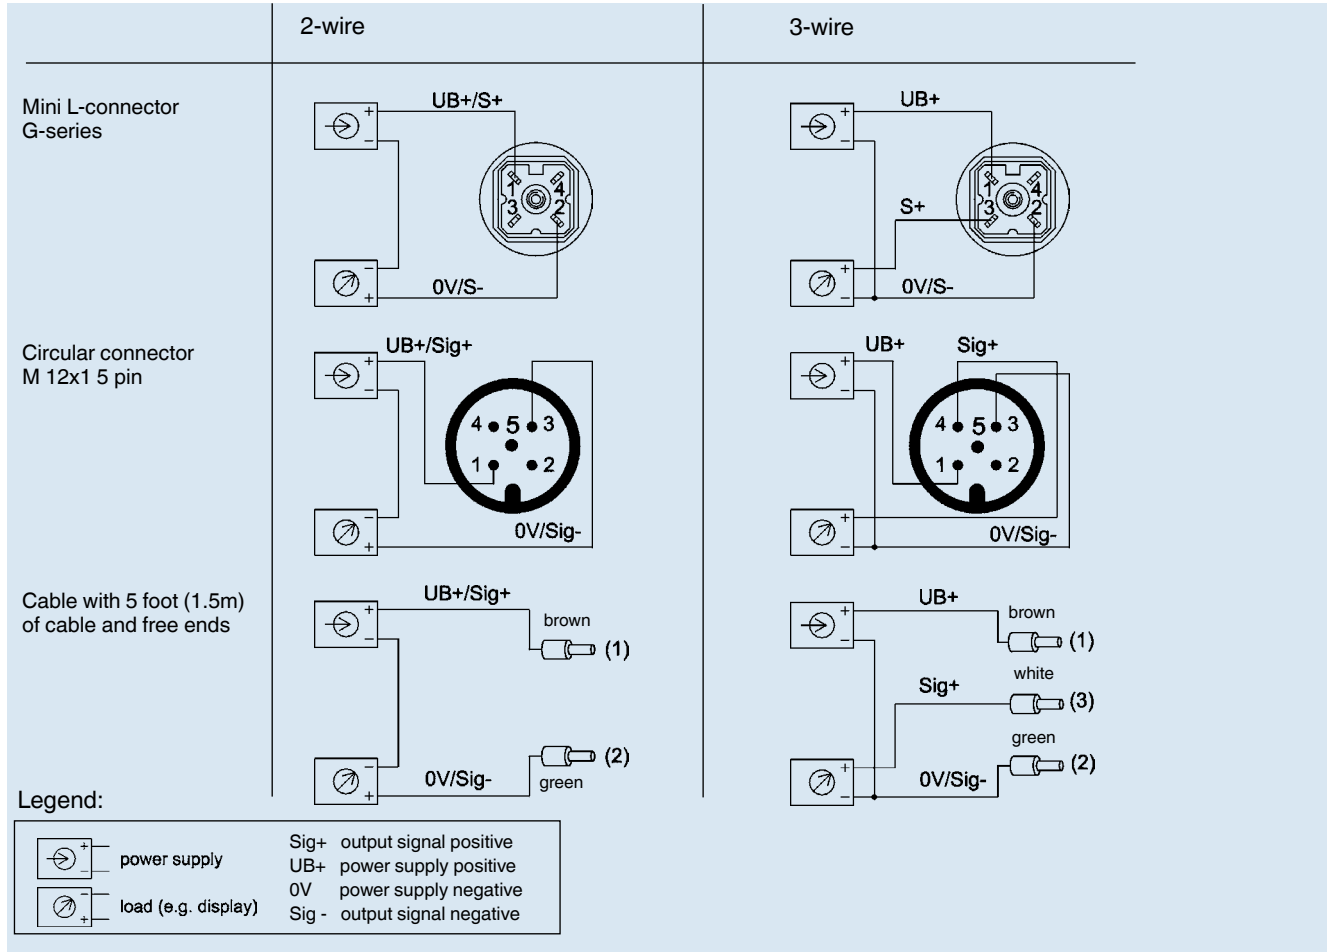 2-wire
3-wire
Mini L-connector
G-series
+
−
UB+/S+
1
4
3
2
−
+
0V/S-
+
−
UB+
1
4
3
2
S+
+
−
0V/S-
Circular connector
M 12x1 5 pin
+
−
UB+/Sig+
4
5
3
1
2
−
+
0V/Sig-
+
−
UB+
Sig+
4
5
3
1
2
+
−
0V/Sig-
Cable with 5 foot (1.5m)
of cable and free ends
+
−
UB+/Sig+
brown
(1)
−
+
0V/Sig-
(2)
green
+
−
UB+
brown
(1)
white
Sig+
(3)
green
+
−
0V/Sig-
(2)
Legend:
+
−
power supply
−
+
load (e.g. display)
Sig+ output signal positive
UB+ power supply positive
0V power supply negative
Sig - output signal negative